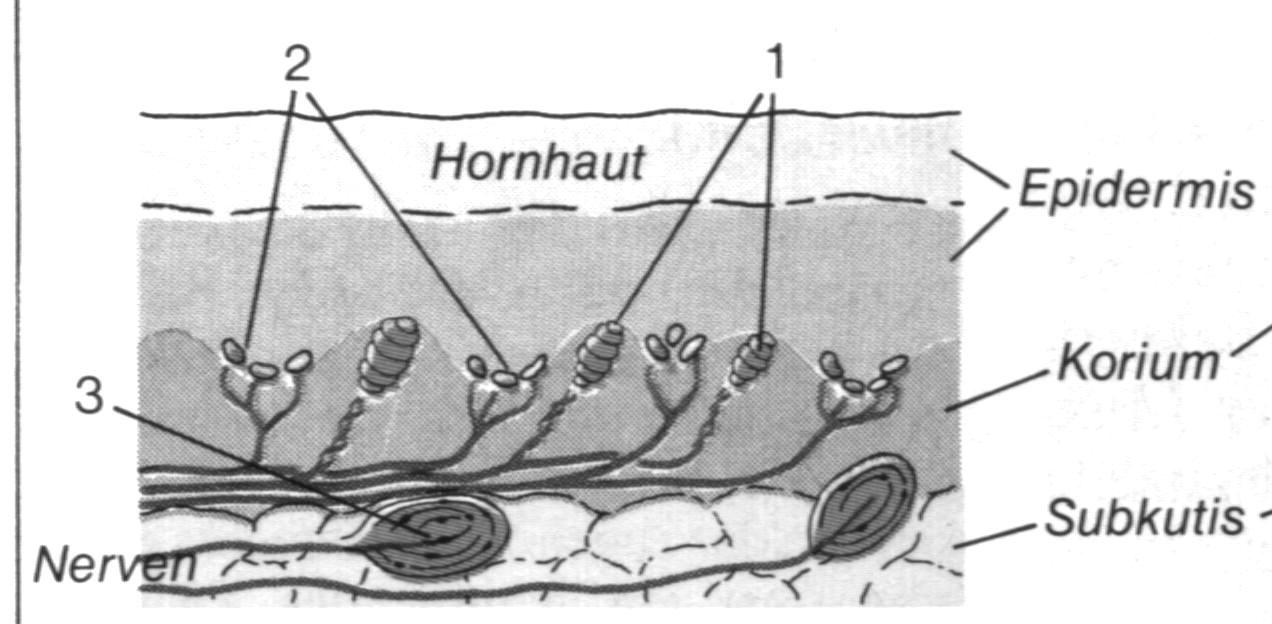 2
1
Hornhaut
Epidermis
Korium
3
Subkutis
Nerven